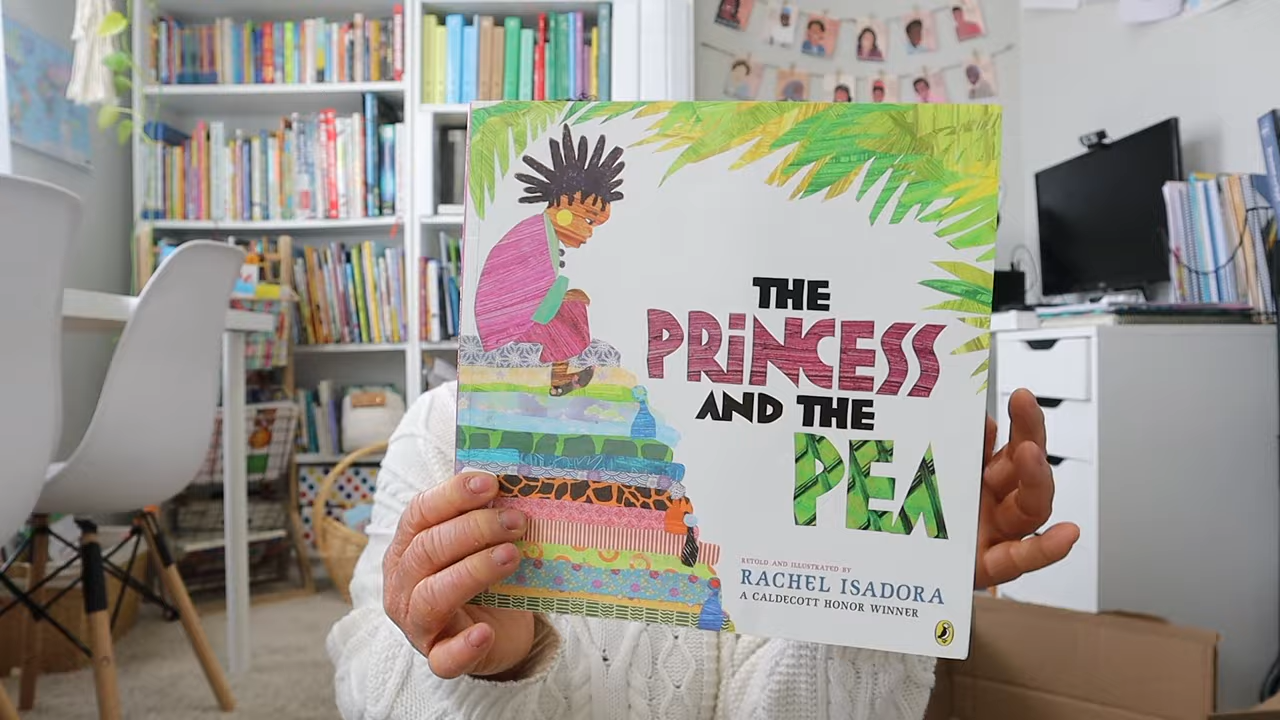 THE
PRiNCESS
AND THE
PEA
RETOLD AND ILLUSTRATED BY
RACHEL ISADORA
A CALDECOTT HONOR WINNER